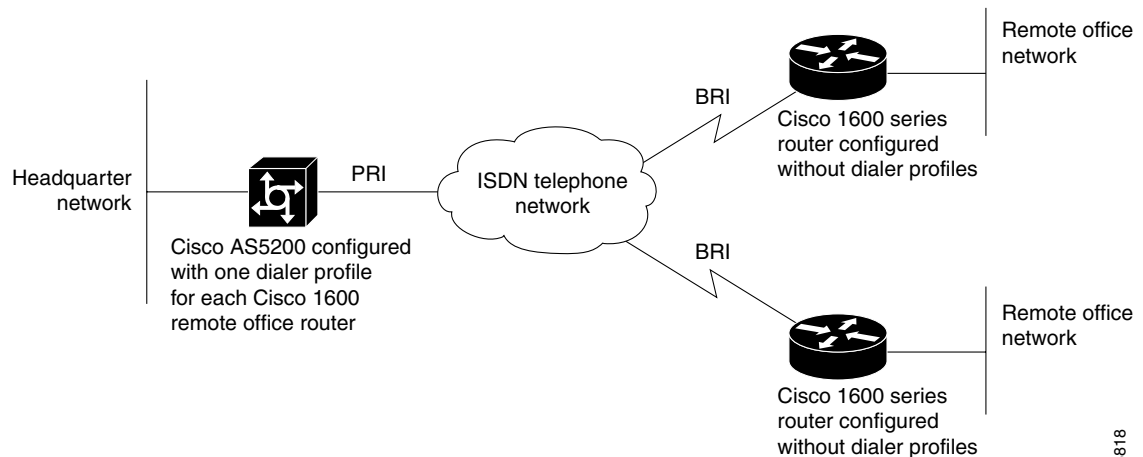 Headquarter
network
Cisco AS5200 configured
with one dialer profile
for each Cisco 1600
remote office router
PRI
ISDN telephone
network
BRI
Cisco 1600 series
router configured
without dialer profiles
Remote office
network
BRI
Cisco 1600 series
router configured
without dialer profiles
Remote office
network
818